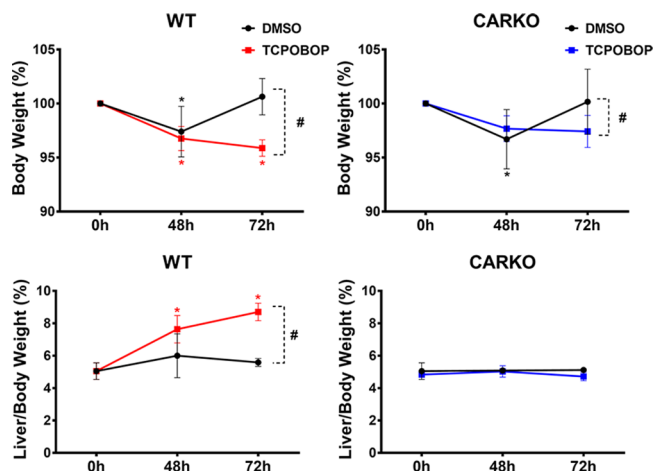 WT
DMSO
TCPOBOP
Body Weight (%)
105
100
95
90
*
*
*
#
0h 48h 72h
CARKO
DMSO
TCPOBOP
Body Weight (%)
105
100
95
90
*
#
0h 48h 72h
WT
Liver/Body Weight (%)
10
8
6
4
2
0
*
*
#
0h 48h 72h
CARKO
Liver/Body Weight (%)
10
8
6
4
2
0
0h 48h 72h